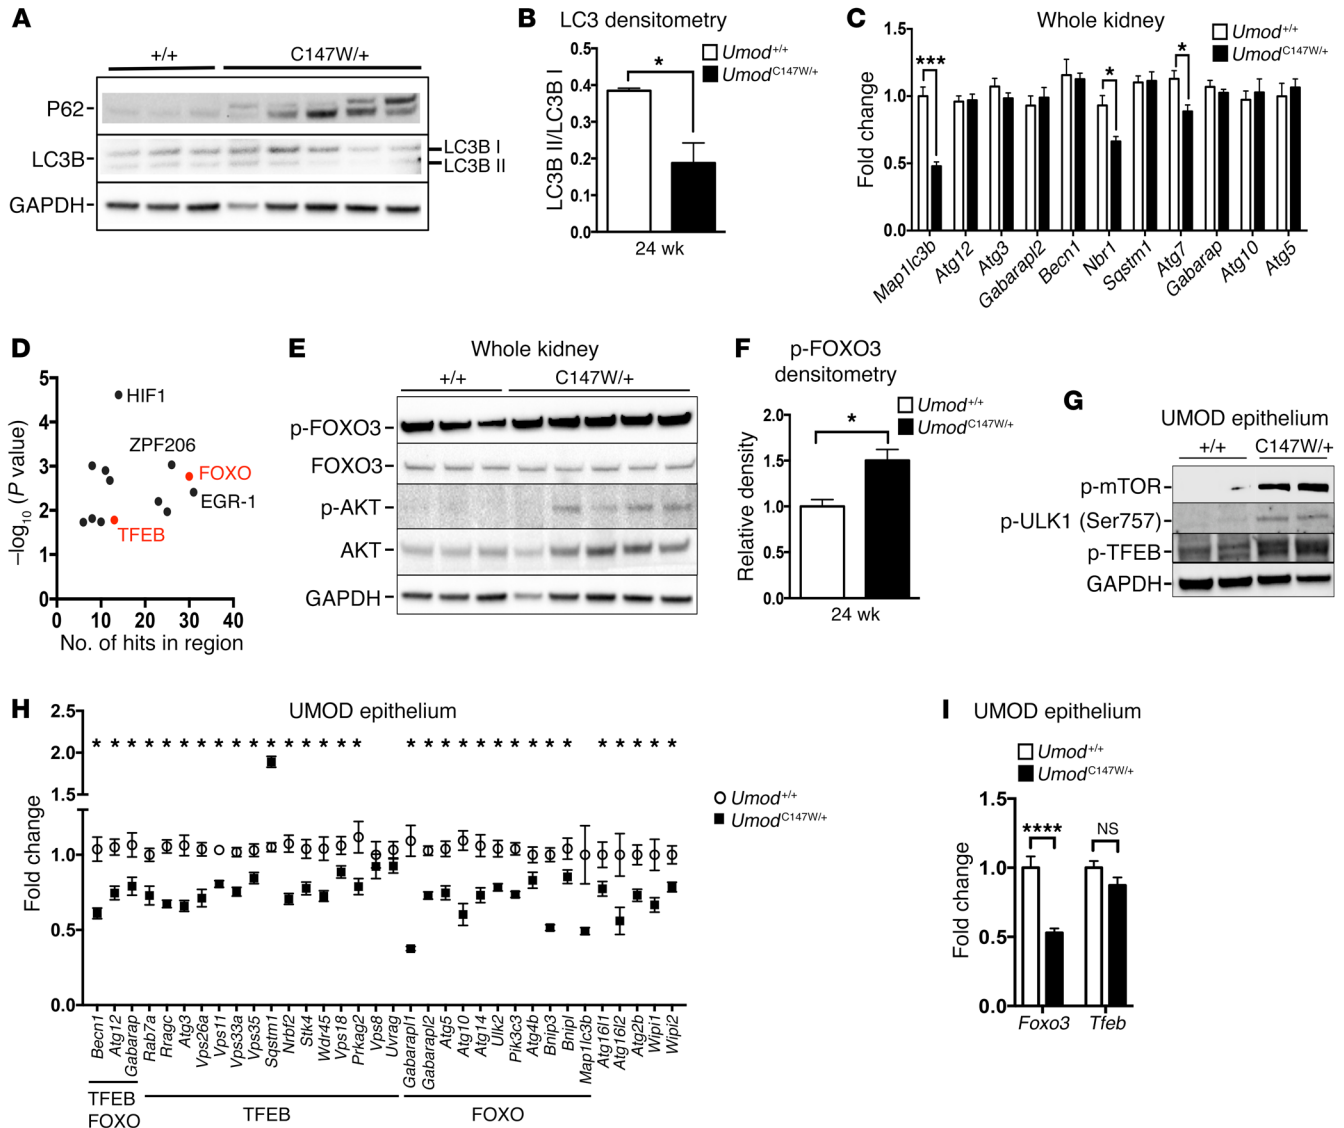 A
+/+
C147W/+
P62
LC3B
LC3B I
LC3B II
GAPDH
B
LC3 densitometry
Umod+/+
UmodC147W/+
LC3B II/LC3B I
0.5
0.4
0.3
0.2
0.1
0.0
*
24 wk
C
Whole kidney
Umod+/+
UmodC147W/+
Fold change
1.5
1.0
0.5
0.0
***
*
*
Map1lc3b
Atg12
Atg3
Gabarapl2
Becn1
Nbr1
Sqstm1
Atg7
Gabarap
Atg10
Atg5
D
–log10 (P value)
5
4
3
2
1
0
HIF1
ZPF206
FOXO
EGR-1
TFEB
0 10 20 30 40
No. of hits in region
E
Whole kidney
+/+
C147W/+
p-FOXO3
FOXO3
p-AKT
AKT
GAPDH
F
p-FOXO3
densitometry
Umod+/+
UmodC147W/+
Relative density
2.0
1.5
1.0
0.5
0.0
*
24 wk
G
UMOD epithelium
+/+
C147W/+
p-mTOR
p-ULK1 (Ser757)
p-TFEB
GAPDH
H
UMOD epithelium
Fold change
2.5
2.0
1.5
1.0
0.5
0.0
* * * * * * * * * * * * * * * * * * * * * * * * * * * * * * *
Umod+/+
UmodC147W/+
Becn1
Atg12
Gabarap
Rab7a
Rragc
Atg3
Vps26a
Vps11
Vps33a
Vps35
Sqstm1
Nrbf2
Stk4
Wdr45
Vps18
Prkag2
Vps8
Uvrag
Gabarapl1
Gabarapl2
Atg5
Atg10
Atg14
Ulk2
Pik3c3
Atg4b
Bnip3
Bnipl
Map1lc3b
Atg16l1
Atg16l2
Atg2b
Wipi1
Wipi2
TFEB
FOXO
TFEB
FOXO
I
UMOD epithelium
Umod+/+
UmodC147W/+
Fold change
1.5
1.0
0.5
0.0
****
NS
Foxo3
Tfeb